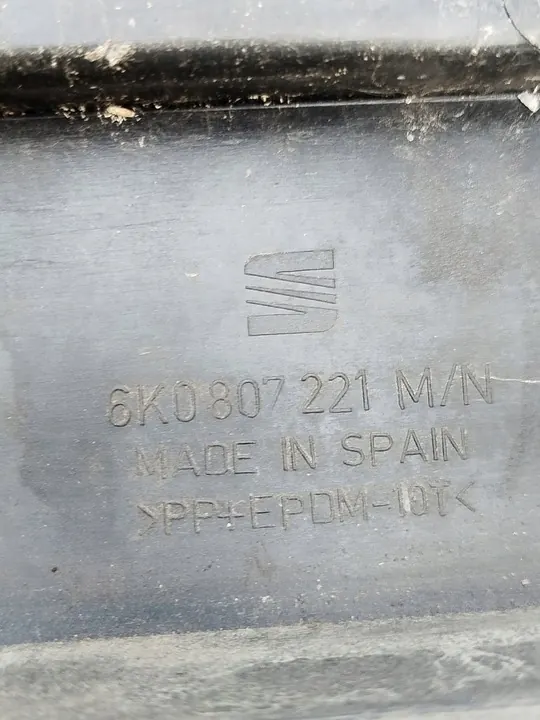 6K0 807 221 M/N
MADE IN SPAIN
>PP+EPDM-10T<